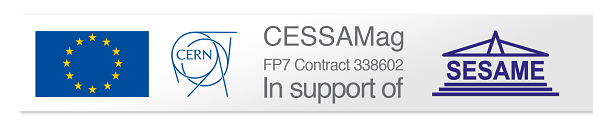 CERN
CESSAMag
FP7 Contract 338602
In support of
SESAME